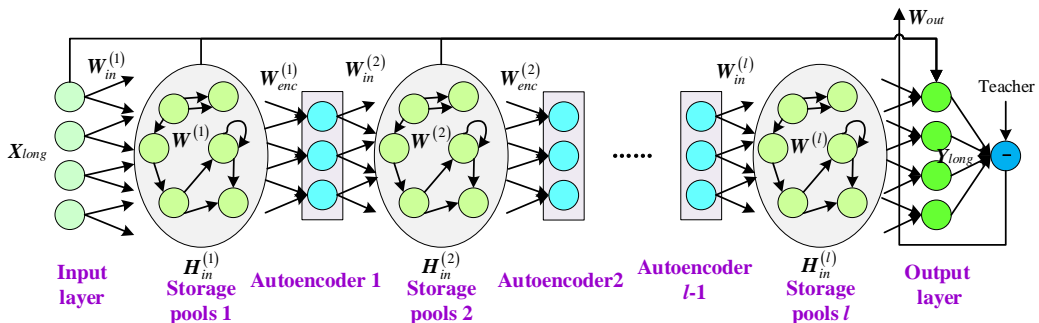 W_out
W_in^(1)
W_enc^(1)
W_in^(2)
W_enc^(2)
W_in^(l)
Teacher
X_long
W^(1)
W^(2)
......
W^(l)
Y_long
−
H_in^(1)
H_in^(2)
H_in^(l)
Input
layer
Storage
pools 1
Autoencoder 1
Storage
pools 2
Autoencoder2
Autoencoder
l-1
Storage
pools l
Output
layer